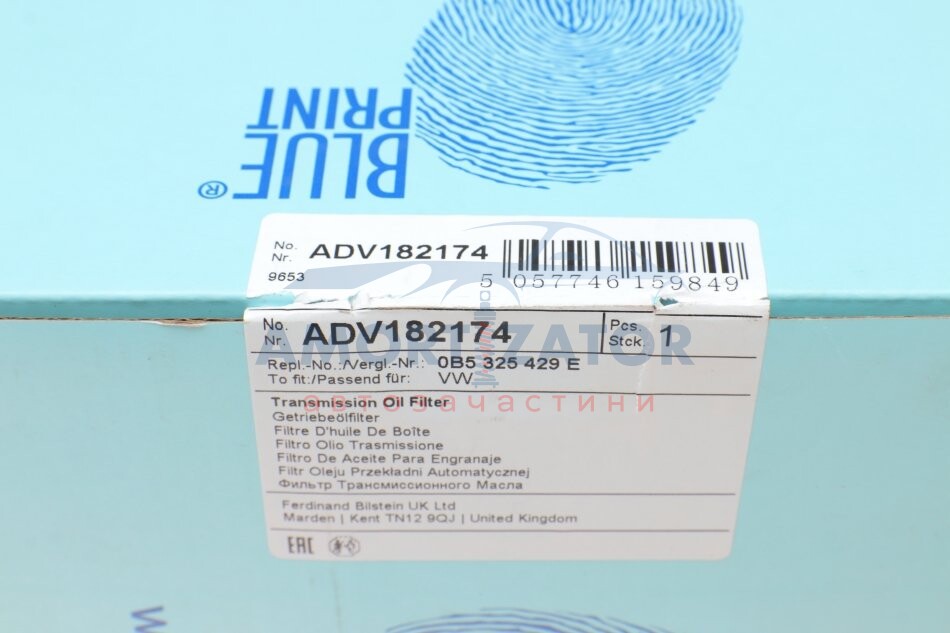 BLUE
PRINT
®
No.
Nr. ADV182174
9653
5 057746 159849
No.
Nr. ADV182174
Pcs.
Stck. 1
Repl.-No.:/Vergl.-Nr.: 0B5 325 429 E
To fit:/Passend für: VW
Transmission Oil Filter
Getriebeölfilter
Filtre D'huile De Boîte
Filtro Olio Trasmissione
Filtro De Aceite Para Engranaje
Filtr Oleju Przekładni Automatycznej
Фильтр Трансмиссионного Масла
Ferdinand Bilstein UK Ltd
Marden | Kent TN12 9QJ | United Kingdom
EAC
AMORTIZATOR
автозапчастини